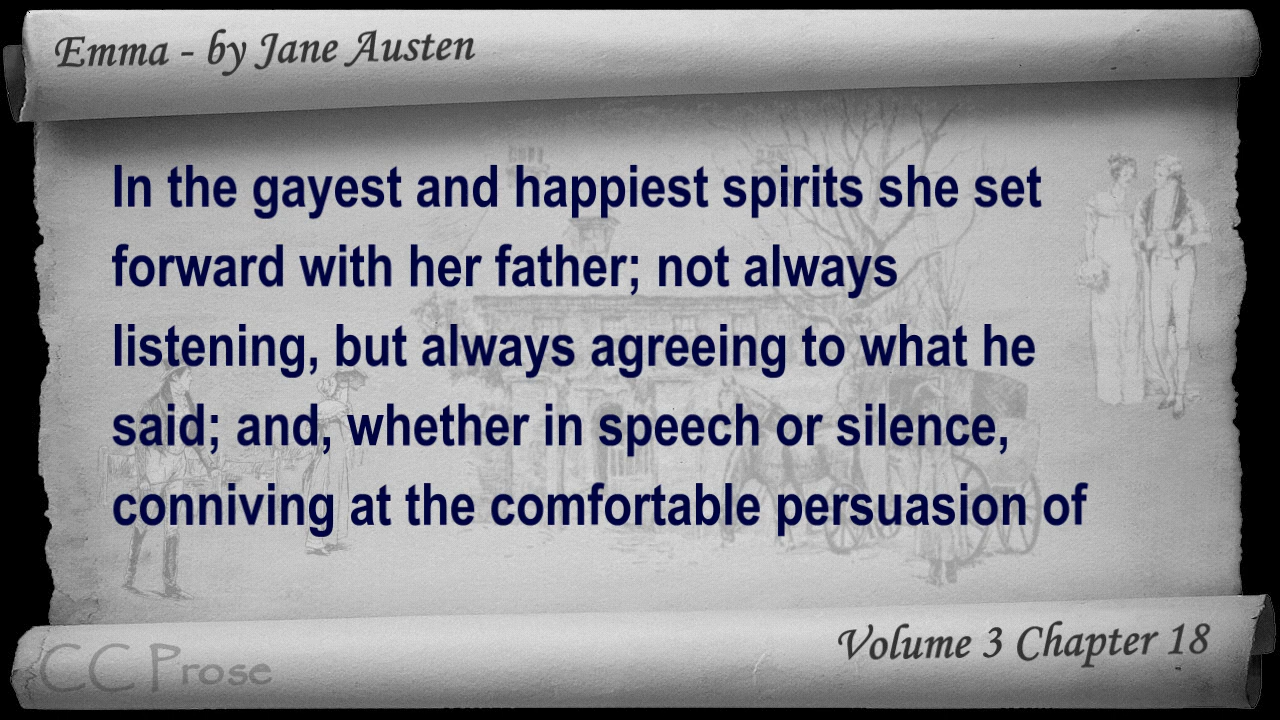 Emma - by Jane Austen
In the gayest and happiest spirits she set
forward with her father; not always
listening, but always agreeing to what he
said; and, whether in speech or silence,
conniving at the comfortable persuasion of
Volume 3 Chapter 18
CC Prose